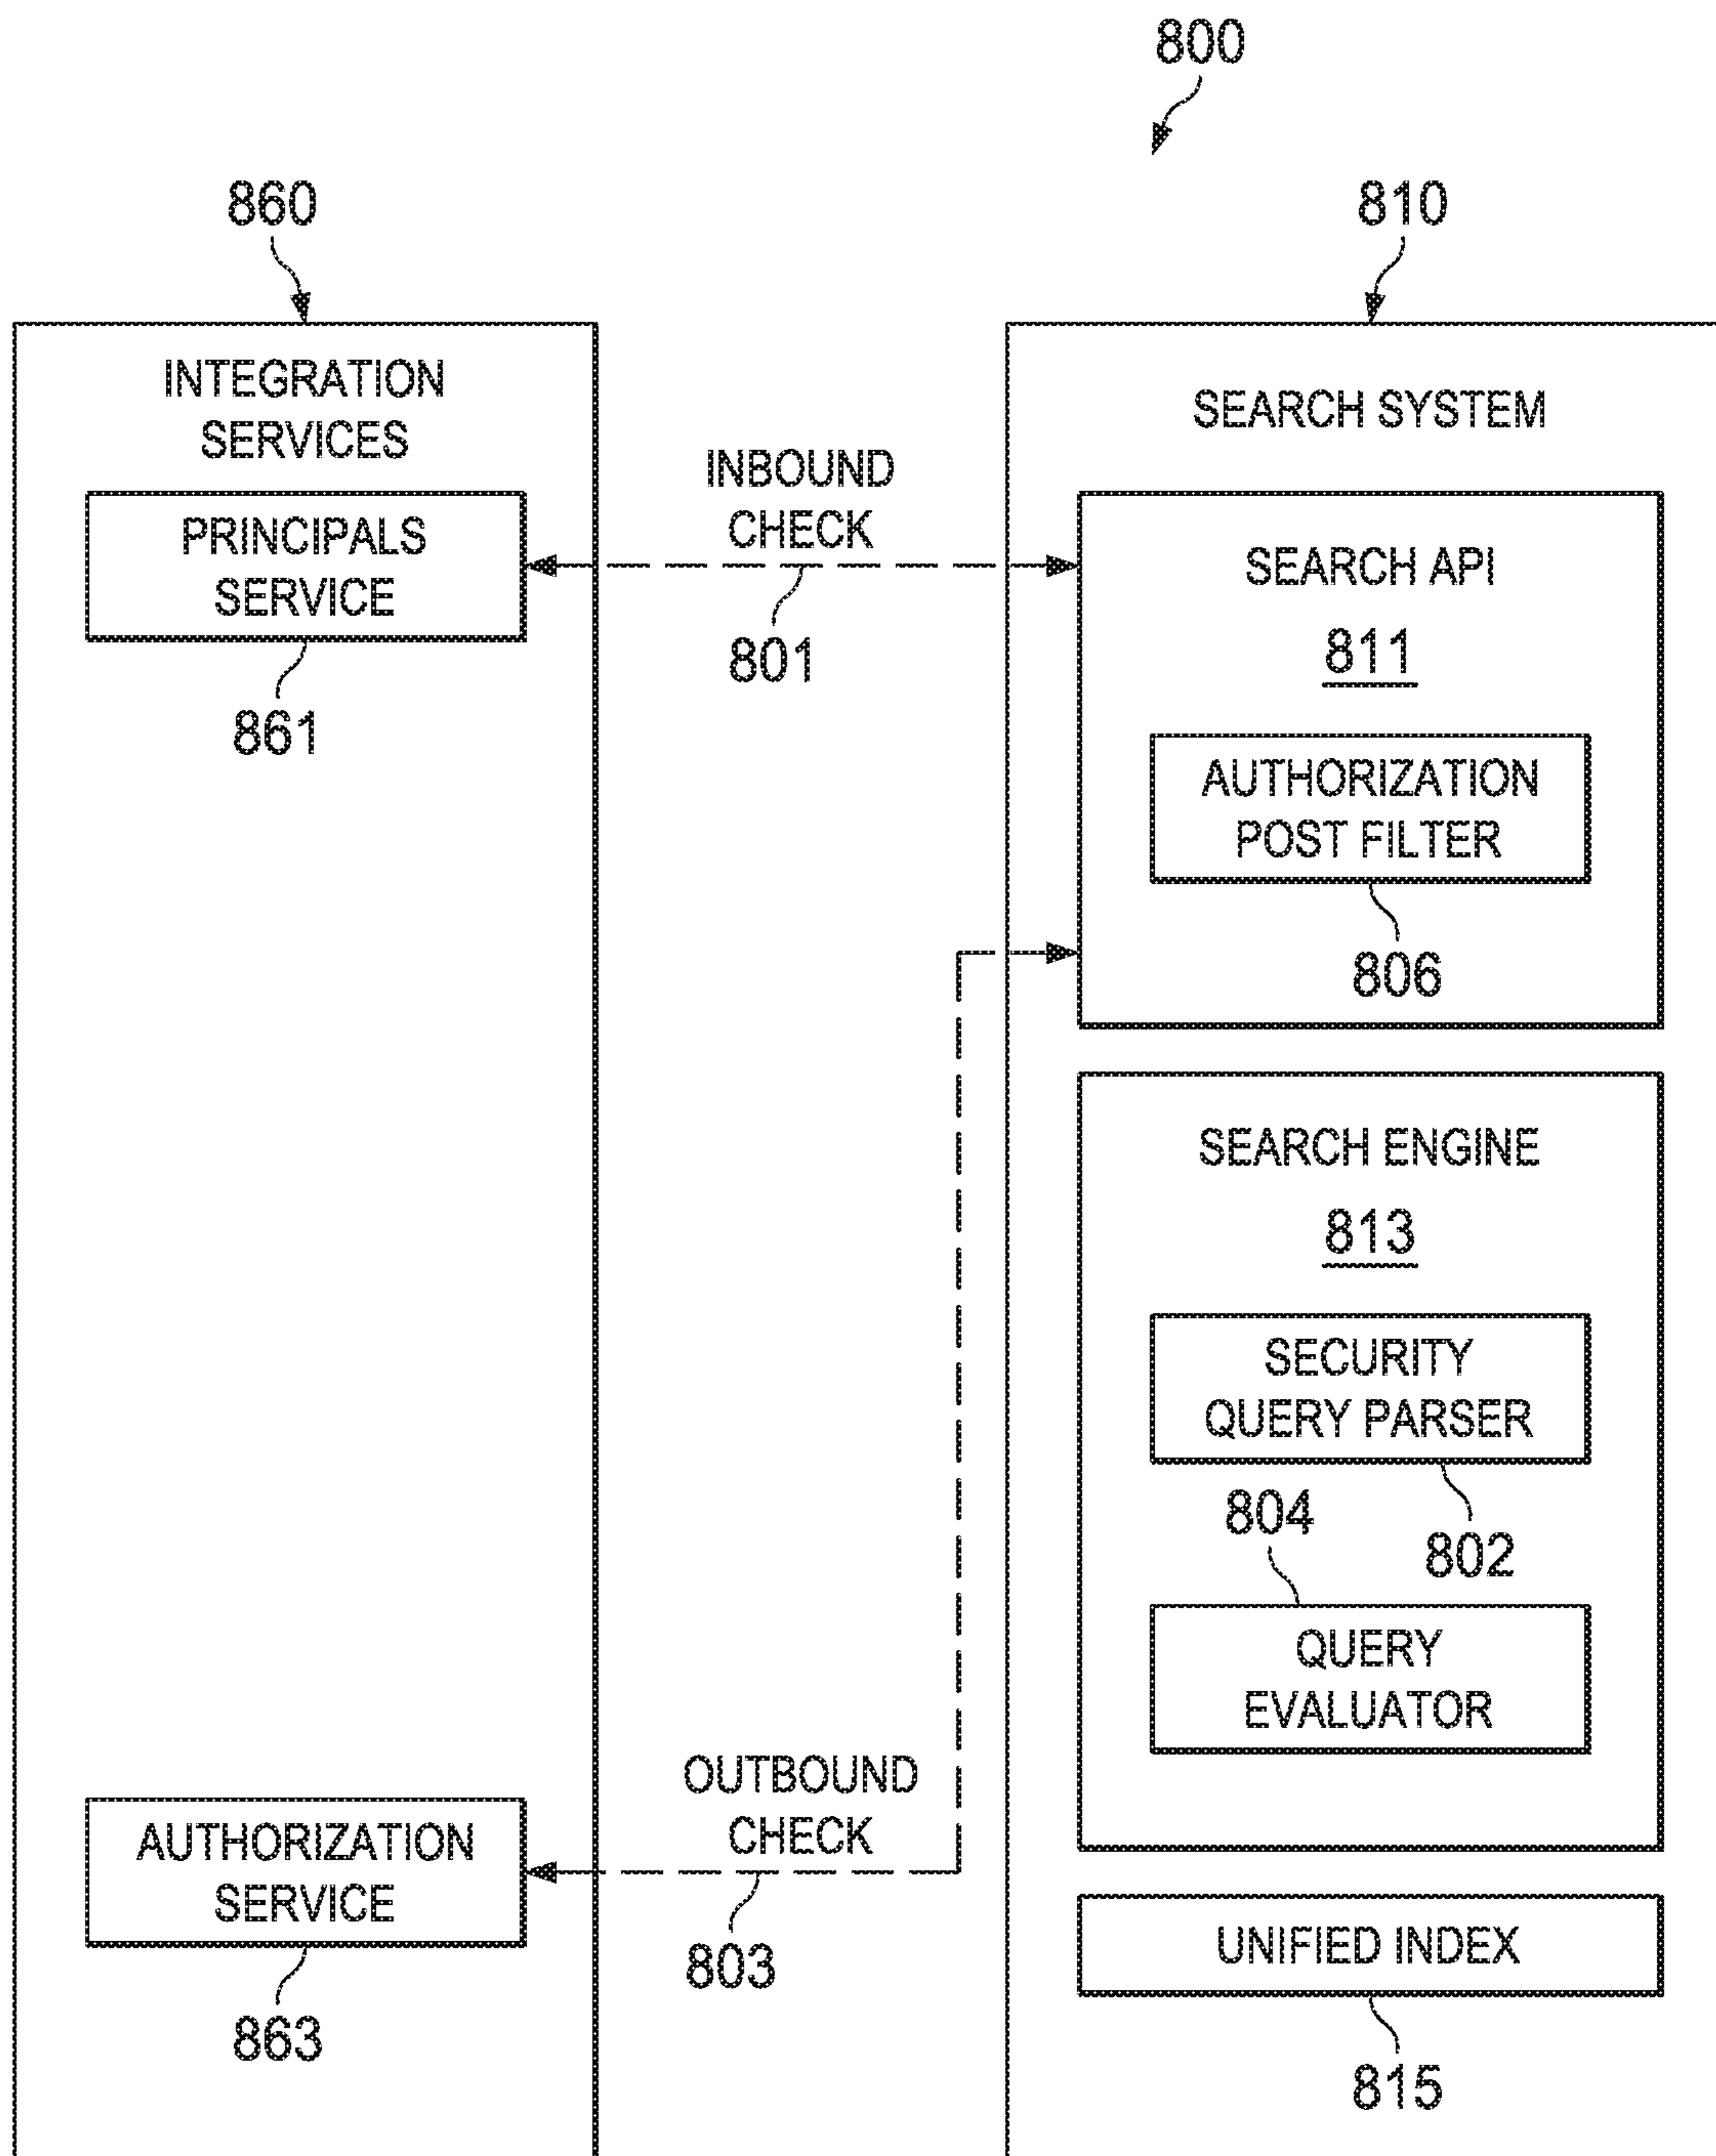 800
860
810
INTEGRATION
SERVICES
SEARCH SYSTEM
INBOUND
CHECK
PRINCIPALS
SERVICE
SEARCH API
811
801
861
AUTHORIZATION
POST FILTER
806
SEARCH ENGINE
813
SECURITY
QUERY PARSER
804
802
QUERY
EVALUATOR
OUTBOUND
CHECK
AUTHORIZATION
SERVICE
803
UNIFIED INDEX
863
815